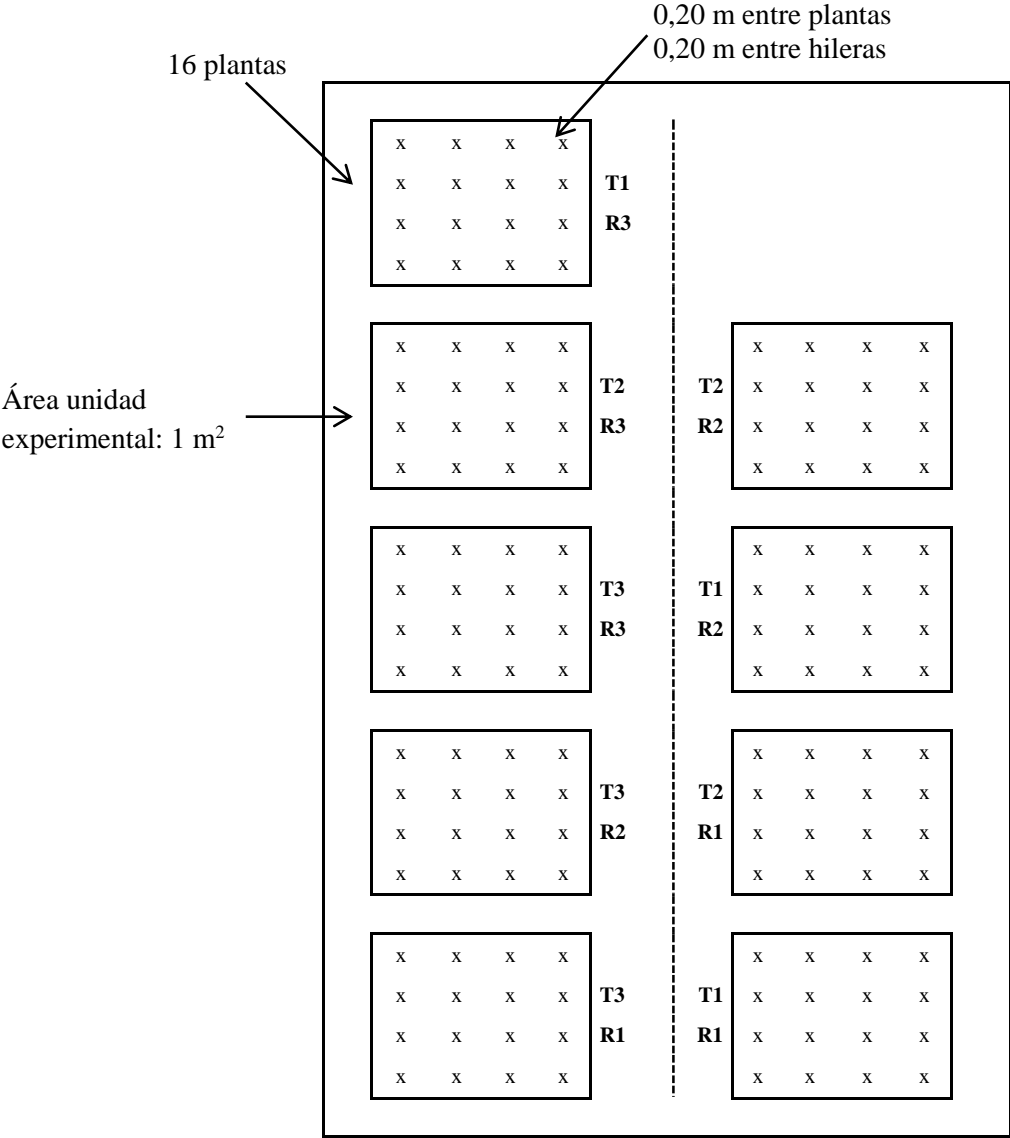 0,20 m entre plantas
0,20 m entre hileras
16 plantas
x x x x
x x x x
T1
x x x x
R3
x x x x
Área unidad
experimental: 1 m²
x x x x
x x x x
T2
x x x x
R3
x x x x
x x x x
T2
x x x x
R2
x x x x
x x x x
x x x x
x x x x
T3
x x x x
R3
x x x x
x x x x
T1
x x x x
R2
x x x x
x x x x
x x x x
x x x x
T3
x x x x
R2
x x x x
x x x x
T2
x x x x
R1
x x x x
x x x x
x x x x
x x x x
T3
x x x x
R1
x x x x
x x x x
T1
x x x x
R1
x x x x
x x x x